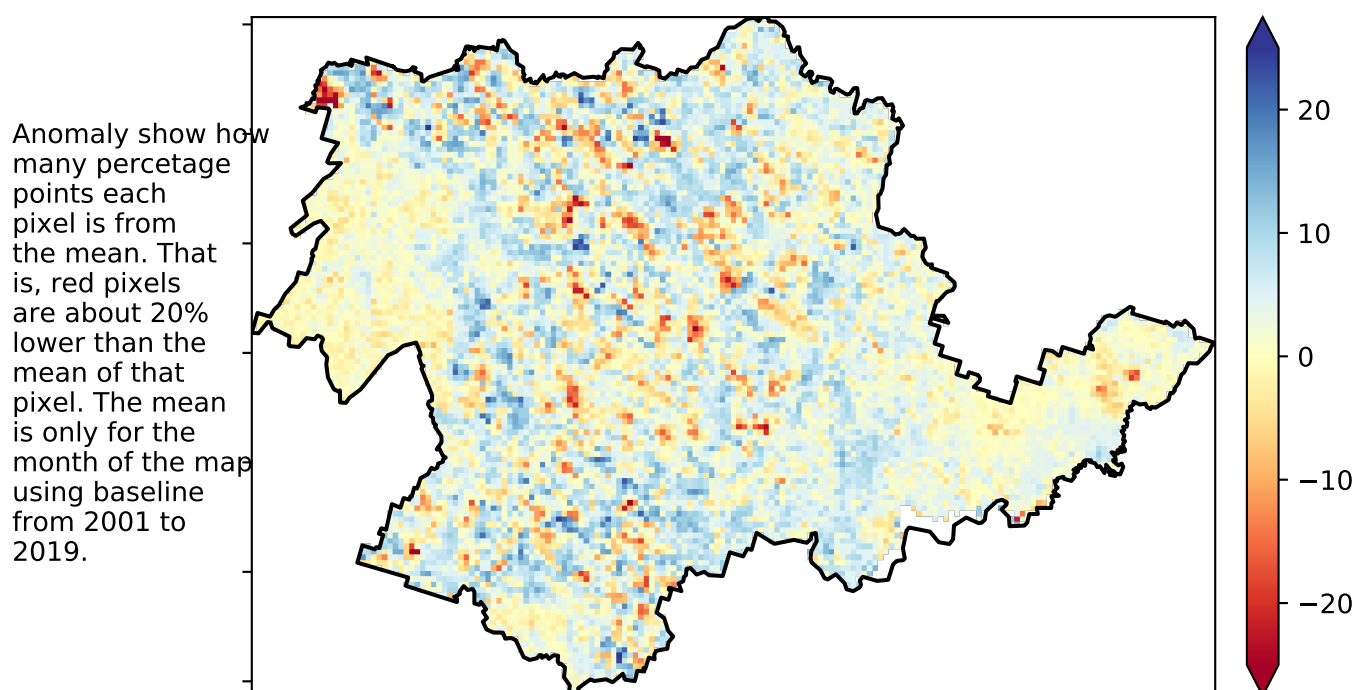 Anomaly show how
many percetage
points each
pixel is from
the mean. That
is, red pixels
are about 20%
lower than the
mean of that
pixel. The mean
is only for the
month of the map
using baseline
from 2001 to
2019.
20
10
0
−10
−20